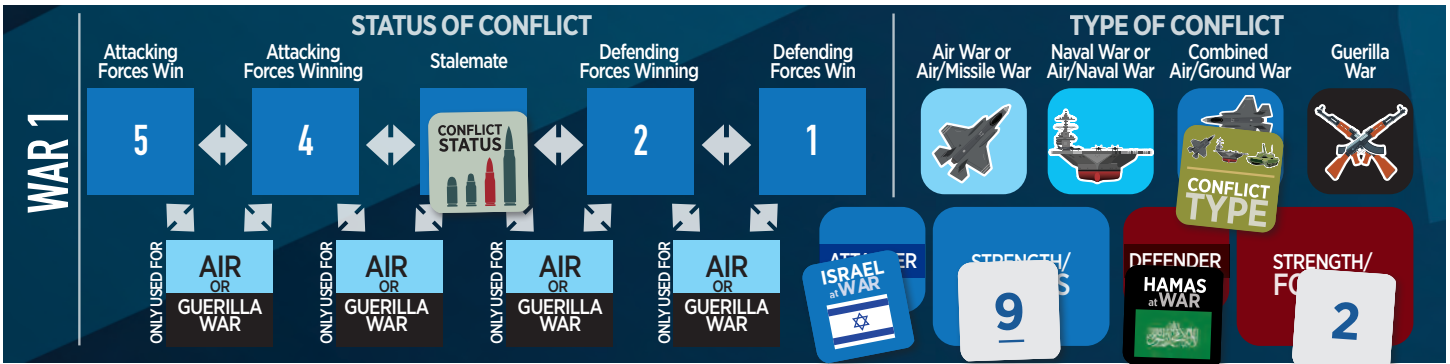 WAR 1
STATUS OF CONFLICT
Attacking
Forces Win
Attacking
Forces Winning
Stalemate
Defending
Forces Winning
Defending
Forces Win
5
4
CONFLICT
STATUS
2
1
ONLY USED FOR
AIR
OR
GUERILLA
WAR
ONLY USED FOR
AIR
OR
GUERILLA
WAR
ONLY USED FOR
AIR
OR
GUERILLA
WAR
ONLY USED FOR
AIR
OR
GUERILLA
WAR
TYPE OF CONFLICT
Air War or
Air/Missile War
Naval War or
Air/Naval War
Combined
Air/Ground War
Guerilla
War
CONFLICT
TYPE
ISRAEL
at WAR
STRENGTH/
9
DEFENDER
HAMAS
at WAR
STRENGTH/
2